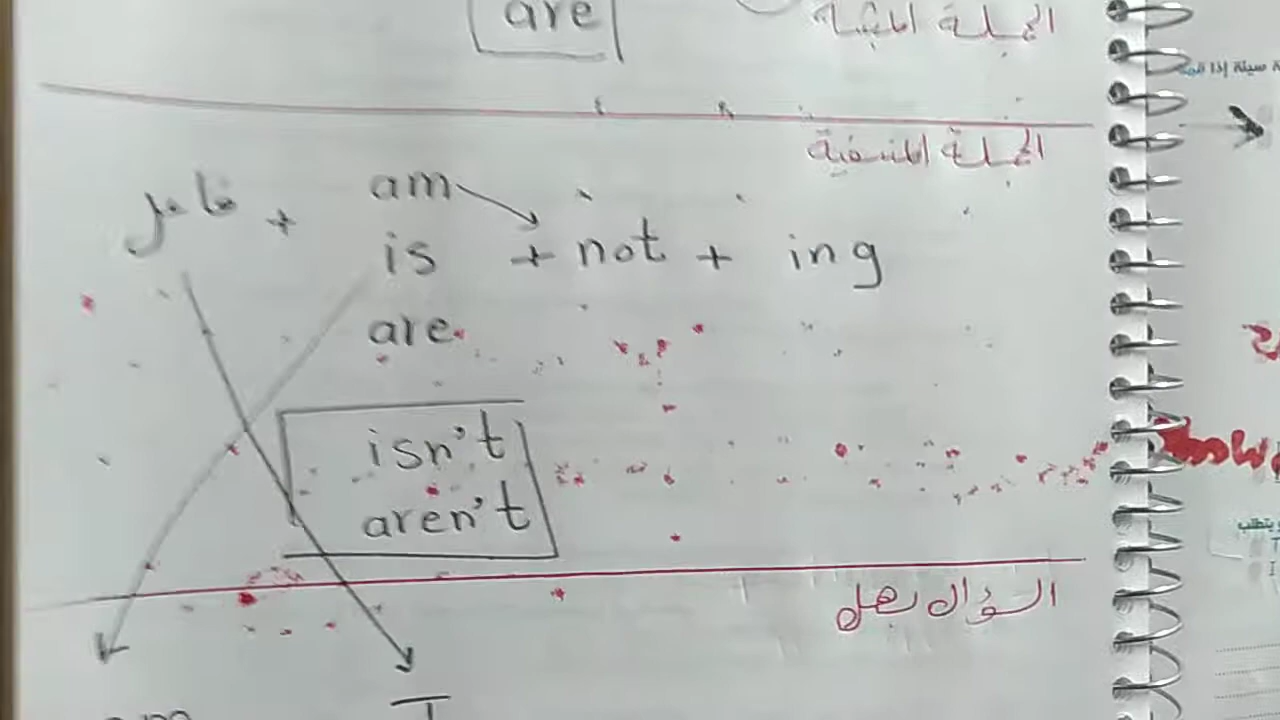 are
الجملة المثبتة
الجملة المنفية
فاعل + am
is + not + ing
are
isn't
aren't
السؤال بهل
I